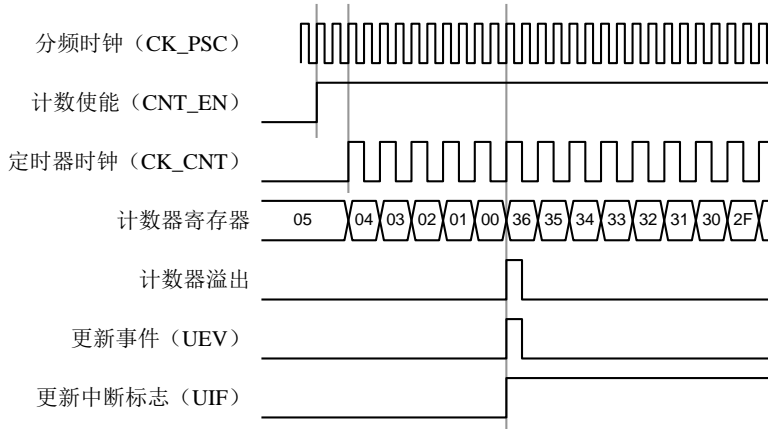 分频时钟（CK_PSC）
计数使能（CNT_EN）
定时器时钟（CK_CNT）
计数器寄存器 05 04 03 02 01 00 36 35 34 33 32 31 30 2F
计数器溢出
更新事件（UEV）
更新中断标志（UIF）